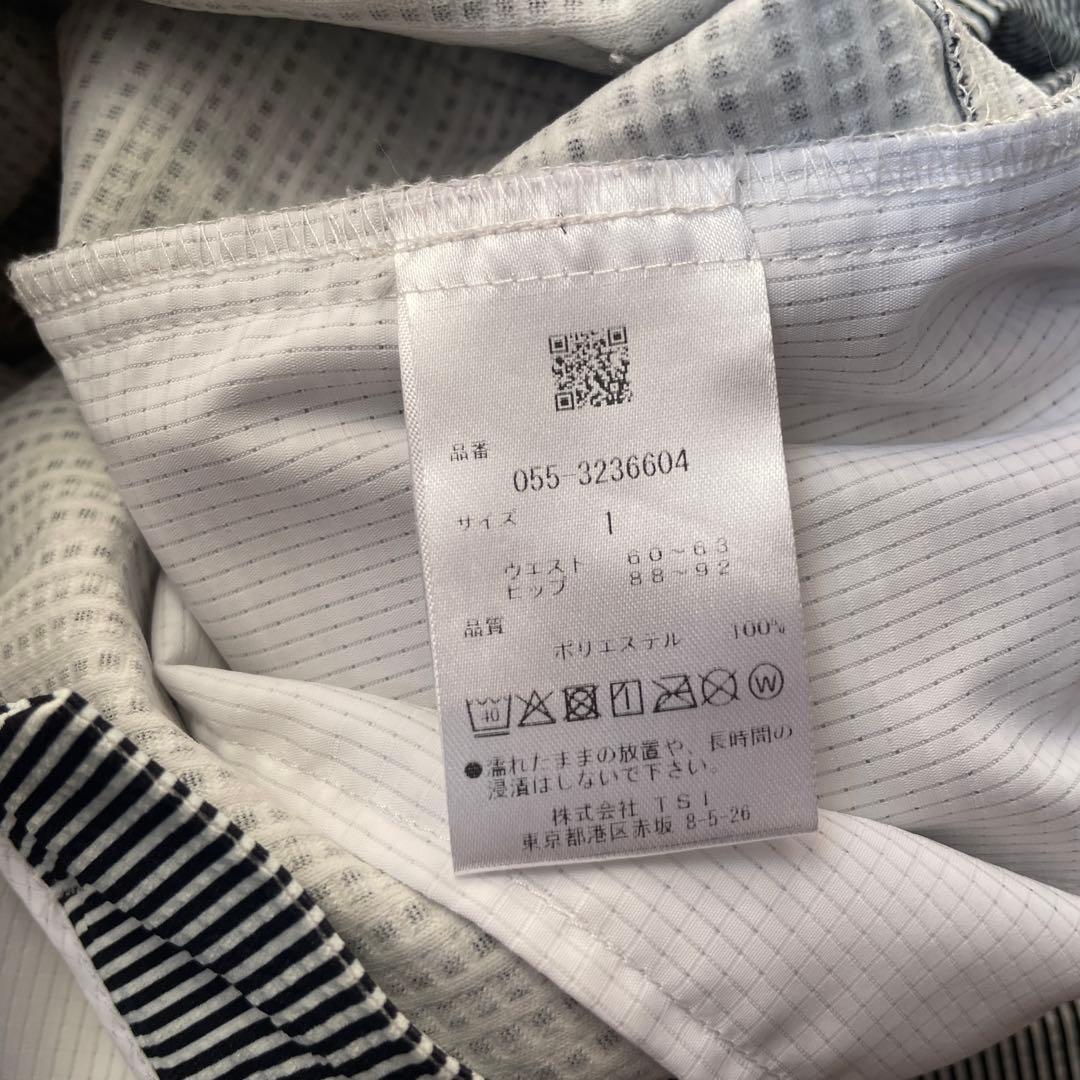 品番
055-3236604
サイズ 1
ウエスト 60~63
ヒップ 88~92
品質
ポリエステル 100%
40
W
●濡れたままの放置や、長時間の
浸漬はしないで下さい。
株式会社 TSI
東京都港区赤坂 8-5-26